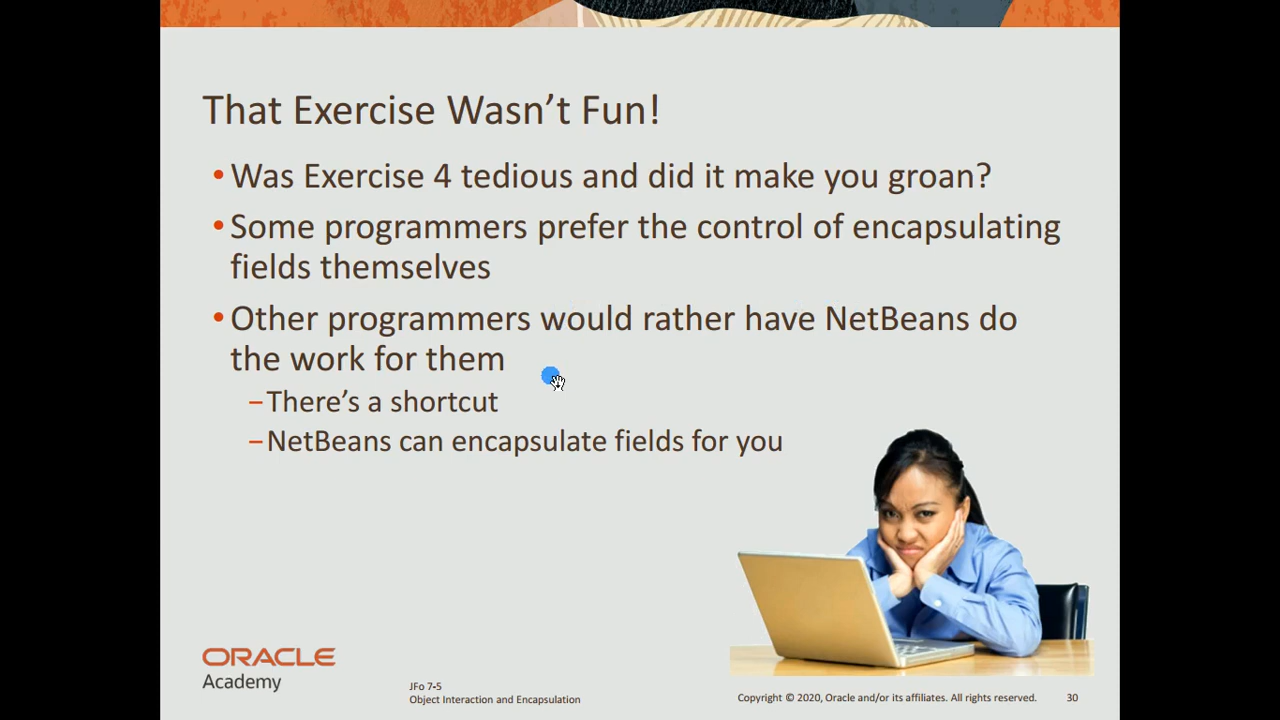 That Exercise Wasn’t Fun!
•Was Exercise 4 tedious and did it make you groan?
•Some programmers prefer the control of encapsulating
fields themselves
•Other programmers would rather have NetBeans do
the work for them
–There’s a shortcut
–NetBeans can encapsulate fields for you
ORACLE
Academy
JFo 7-5
Object Interaction and Encapsulation
Copyright © 2020, Oracle and/or its affiliates. All rights reserved.
30